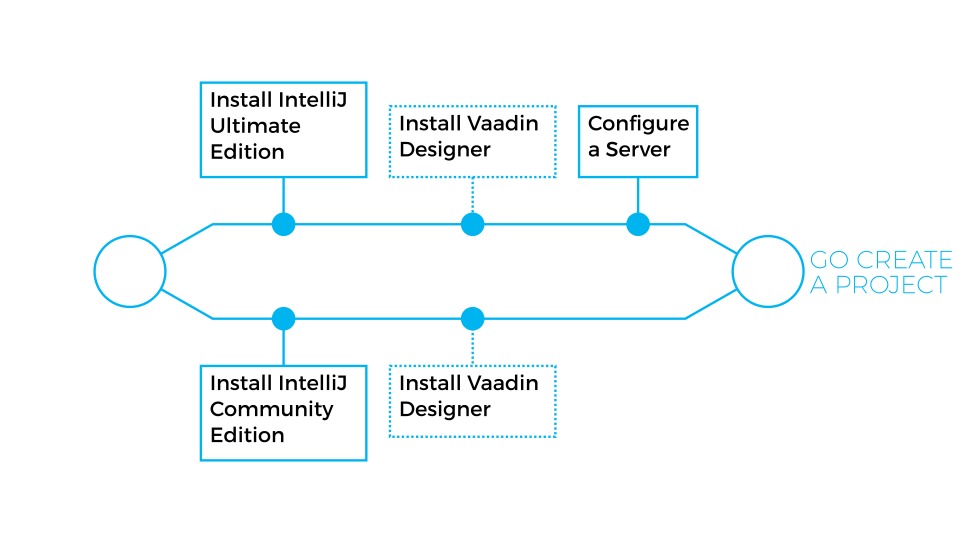 Install IntelliJ
Ultimate
Edition
Install Vaadin
Designer
Configure
a Server
GO CREATE
A PROJECT
Install IntelliJ
Community
Edition
Install Vaadin
Designer